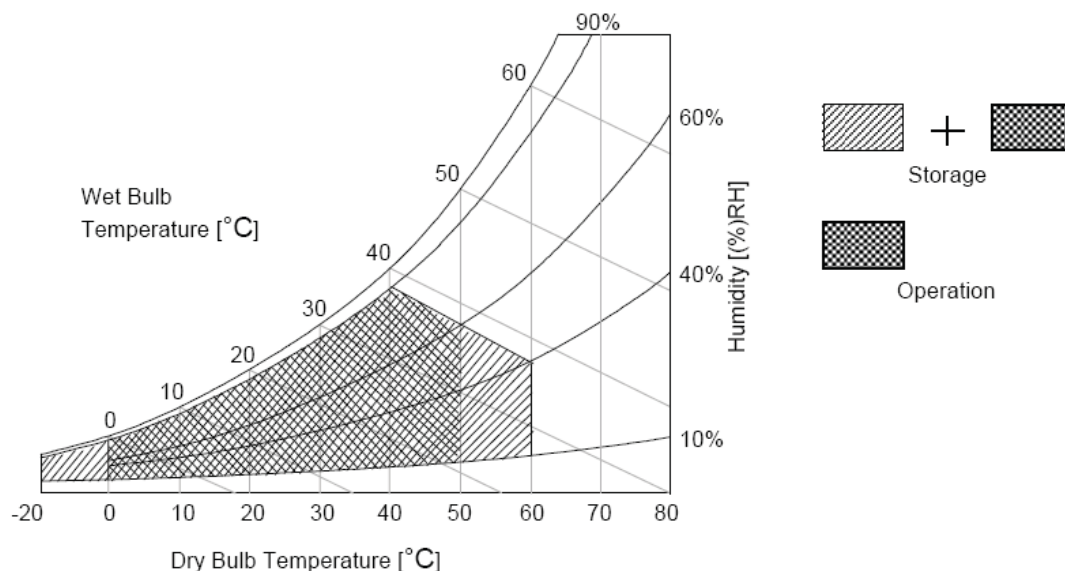 90%
60
60%
50
Wet Bulb
Temperature [°C]
40
30
20
10
0
40%
10%
Humidity [(%)RH]
-20 0 10 20 30 40 50 60 70 80
Dry Bulb Temperature [°C]
+
Storage
Operation